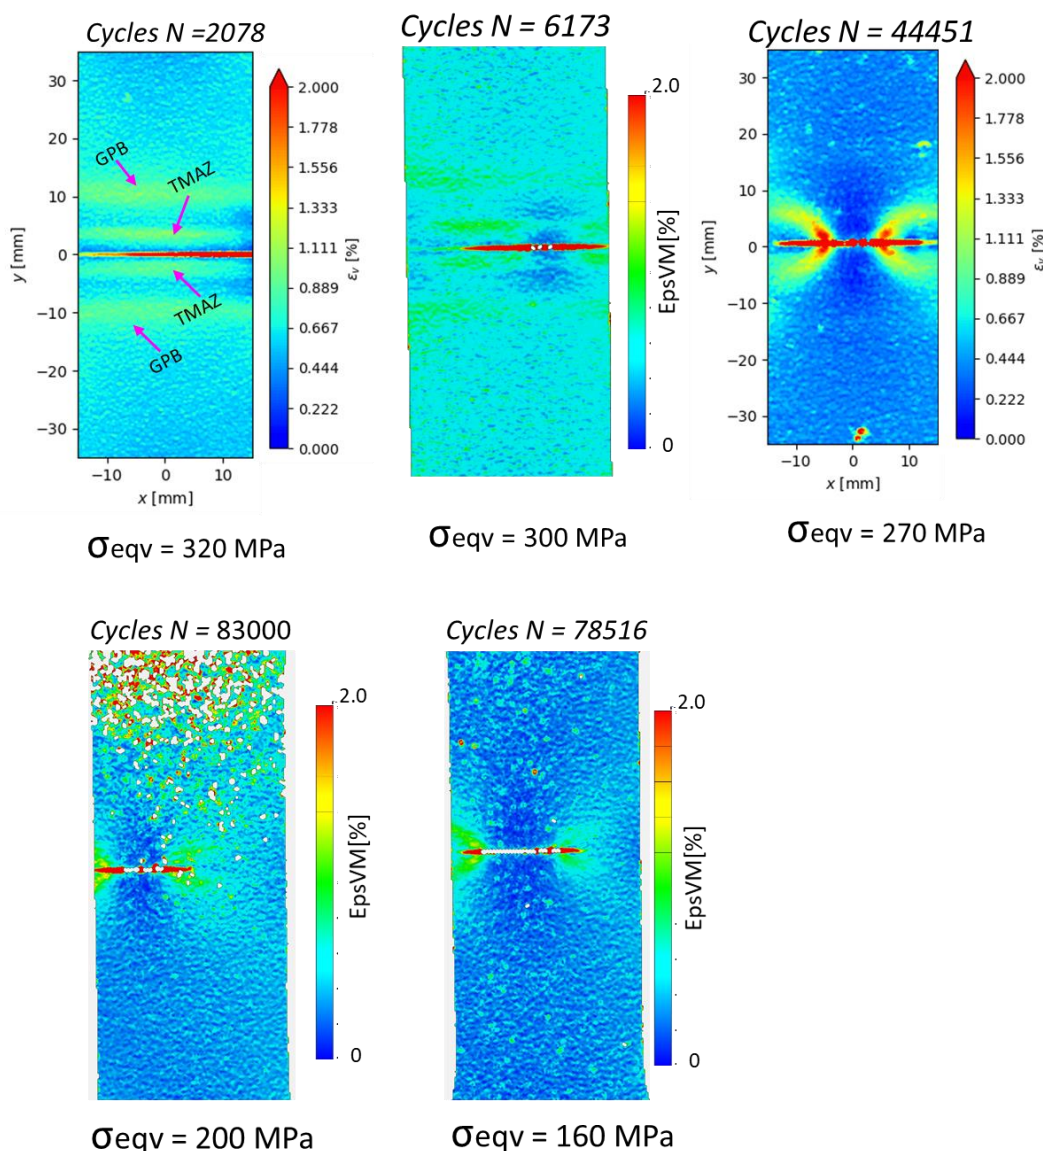 Cycles N =2078
Cycles N = 6173
Cycles N = 44451
30
20
10
0
−10
−20
−30
y [mm]
−10
0
10
x [mm]
GPB
TMAZ
TMAZ
GPB
2.000
1.778
1.556
1.333
1.111
0.889
0.667
0.444
0.222
0.000
εv [%]
2.0
EpsVM[%]
0
30
20
10
0
−10
−20
−30
y [mm]
−10
0
10
x [mm]
2.000
1.778
1.556
1.333
1.111
0.889
0.667
0.444
0.222
0.000
εv [%]
σeqv = 320 MPa
σeqv = 300 MPa
σeqv = 270 MPa
Cycles N = 83000
Cycles N = 78516
2.0
EpsVM[%]
0
2.0
EpsVM[%]
0
σeqv = 200 MPa
σeqv = 160 MPa